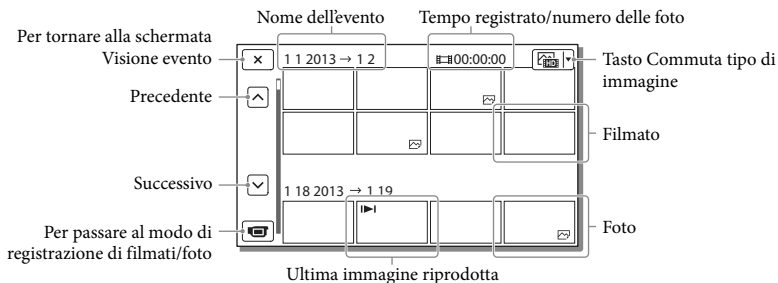 Nome dell'evento
Tempo registrato/numero delle foto
Per tornare alla schermata
Visione evento
1 1 2013 → 1 2
00:00:00
HD
Tasto Commuta tipo di
immagine
Precedente
Filmato
Successivo
1 18 2013 → 1 19
Per passare al modo di
registrazione di filmati/foto
Foto
Ultima immagine riprodotta